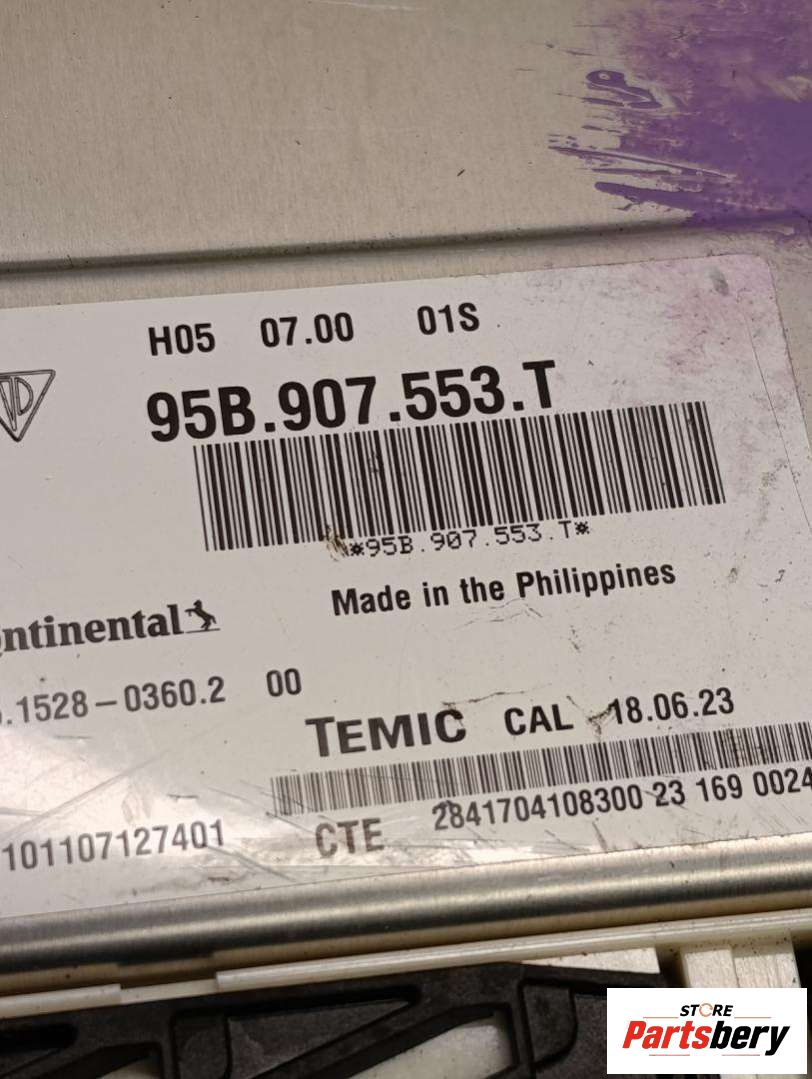 H05 07.00 01S
95B.907.553.T
*95B.907.553.T*
Made in the Philippines
ntinental
.1528-0360.2 00
TEMIC CAL 18.06.23
101107127401 CTE 2841704108300 23 169 0024
STORE
Partsbery